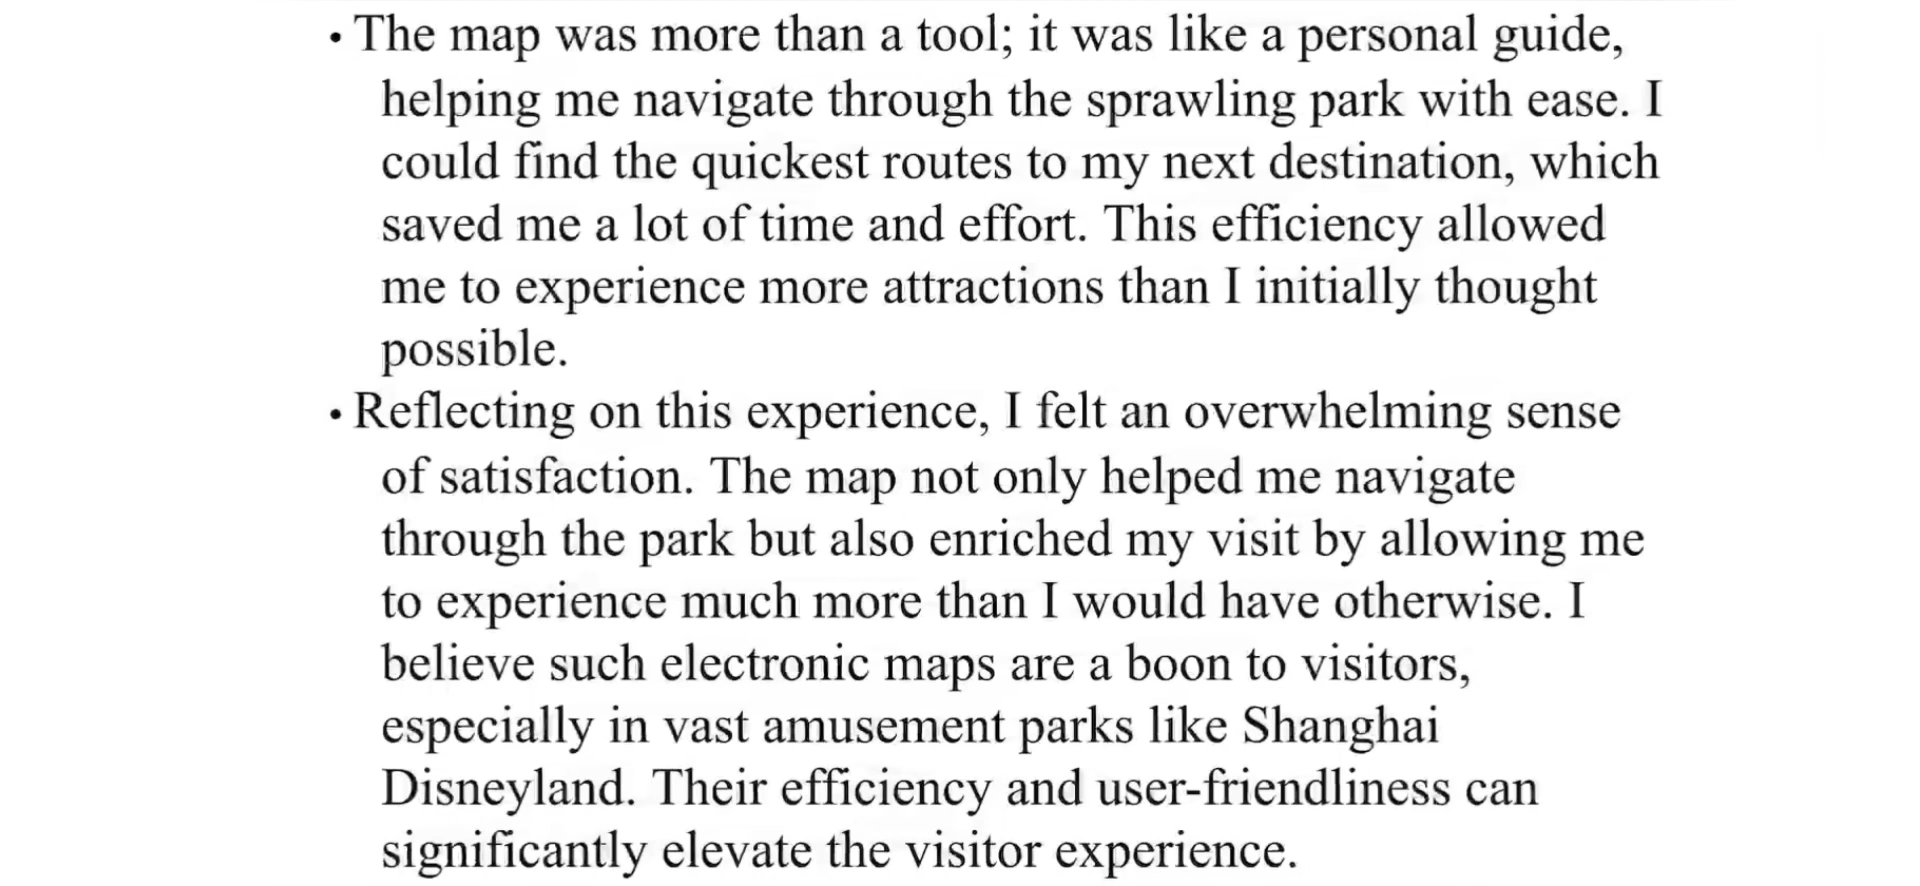 • The map was more than a tool; it was like a personal guide,
helping me navigate through the sprawling park with ease. I
could find the quickest routes to my next destination, which
saved me a lot of time and effort. This efficiency allowed
me to experience more attractions than I initially thought
possible.
• Reflecting on this experience, I felt an overwhelming sense
of satisfaction. The map not only helped me navigate
through the park but also enriched my visit by allowing me
to experience much more than I would have otherwise. I
believe such electronic maps are a boon to visitors,
especially in vast amusement parks like Shanghai
Disneyland. Their efficiency and user-friendliness can
significantly elevate the visitor experience.